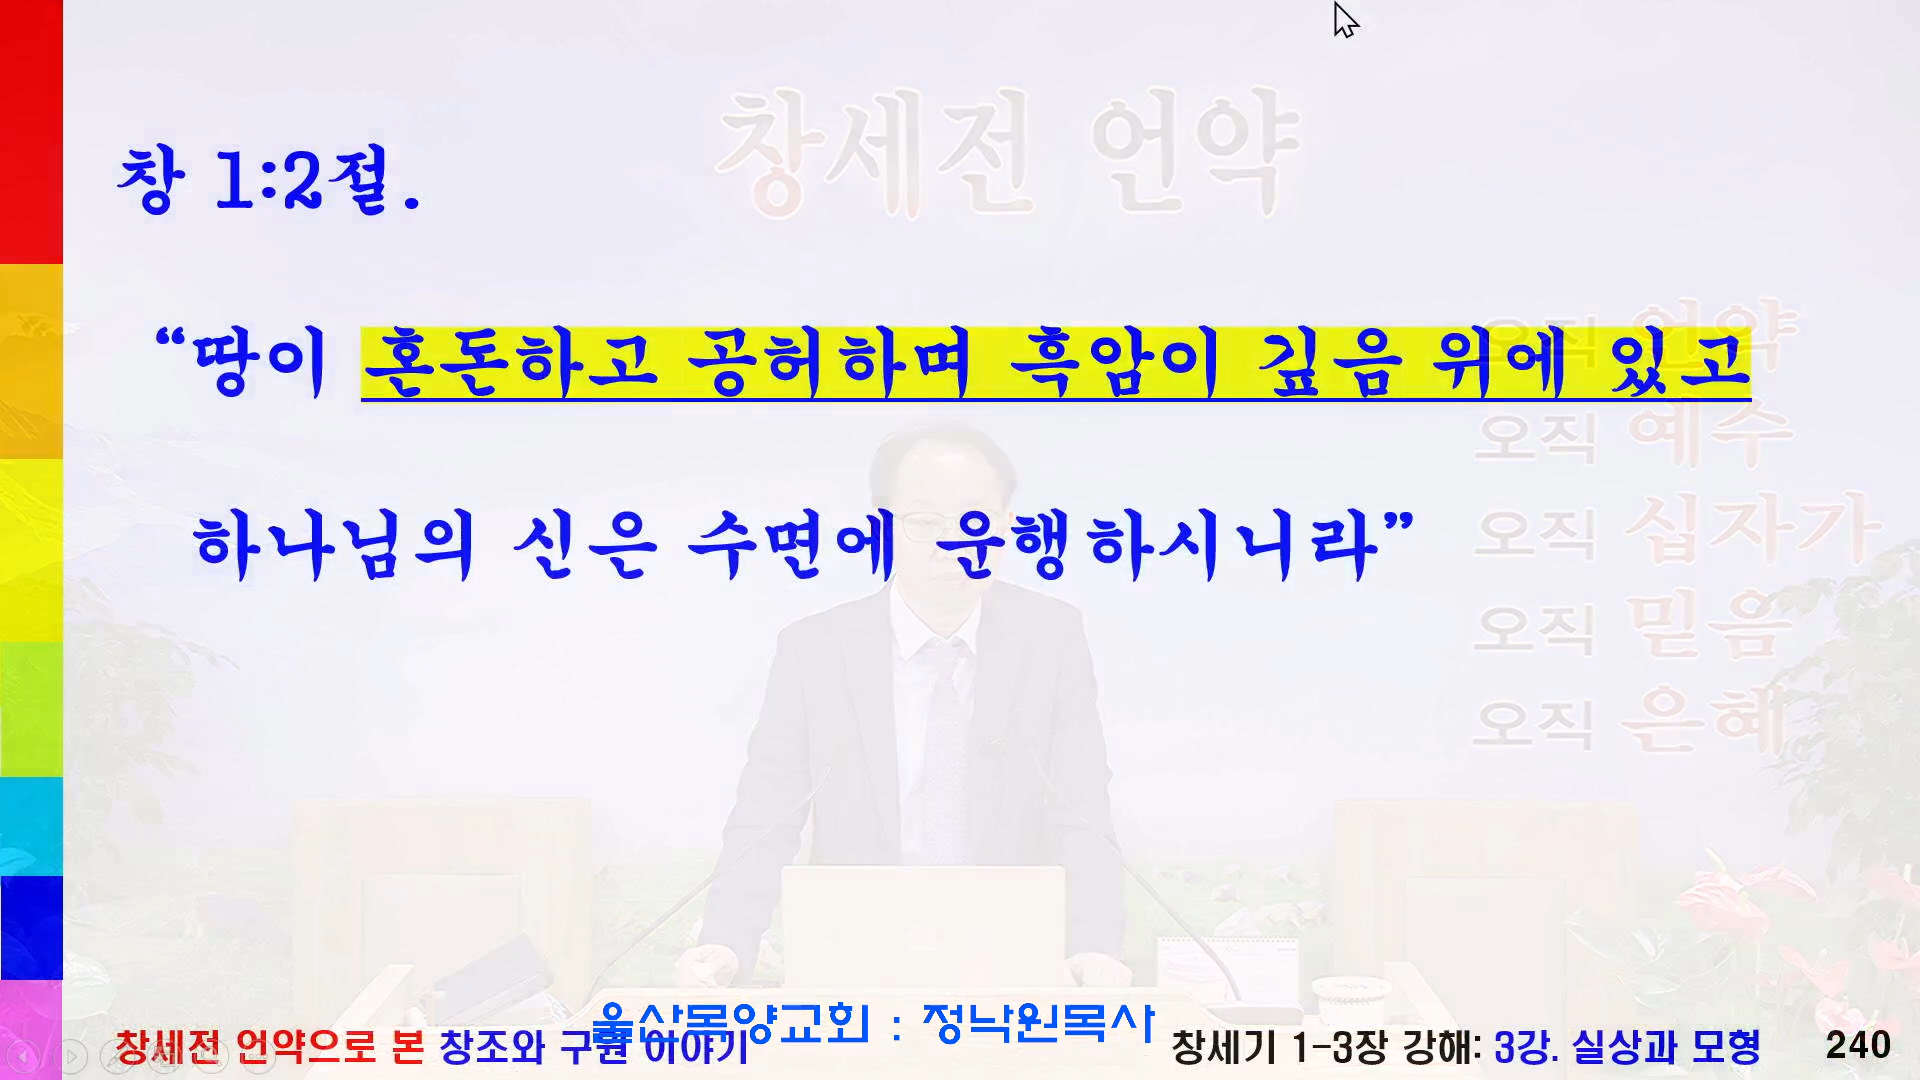 창세전 언약
창 1:2절.
“땅이 혼돈하고 공허하며 흑암이 깊음 위에 있고
하나님의 신은 수면에 운행하시니라”
오직 언약
오직 예수
오직 십자가
오직 믿음
오직 은혜
울산목양교회 : 정낙원목사
창세전 언약으로 본 창조와 구원 이야기
창세기 1-3장 강해: 3강. 실상과 모형
240